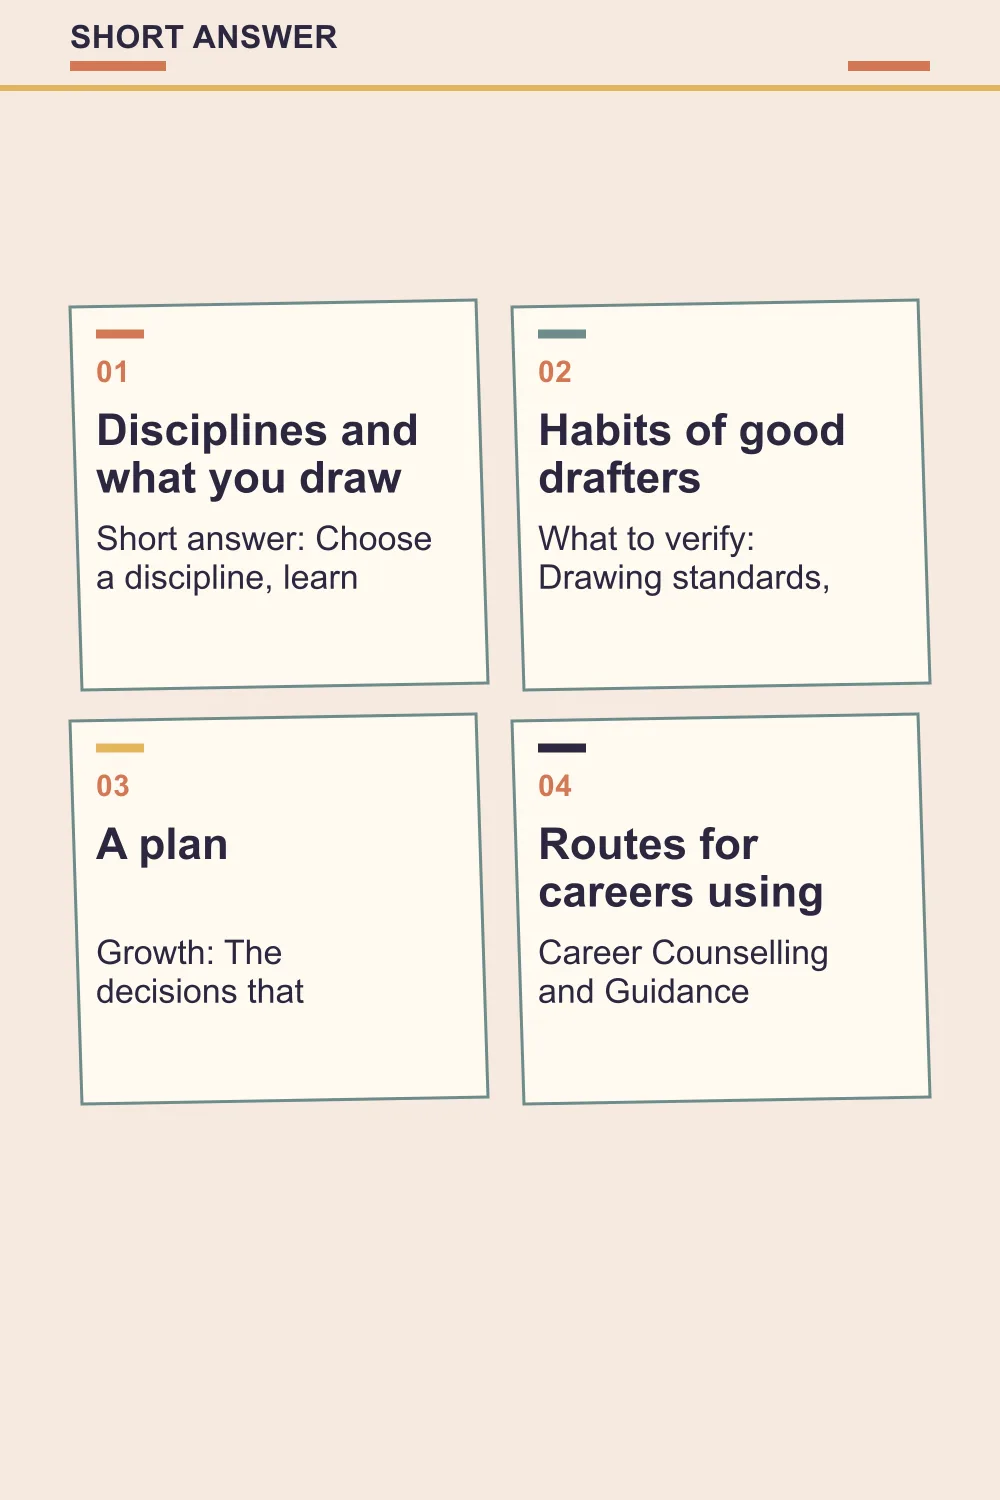 SHORT ANSWER
01
Disciplines and
what you draw
Short answer: Choose
a discipline, learn
02
Habits of good
drafters
What to verify:
Drawing standards,
03
A plan
Growth: The
decisions that
04
Routes for
careers using
Career Counselling
and Guidance